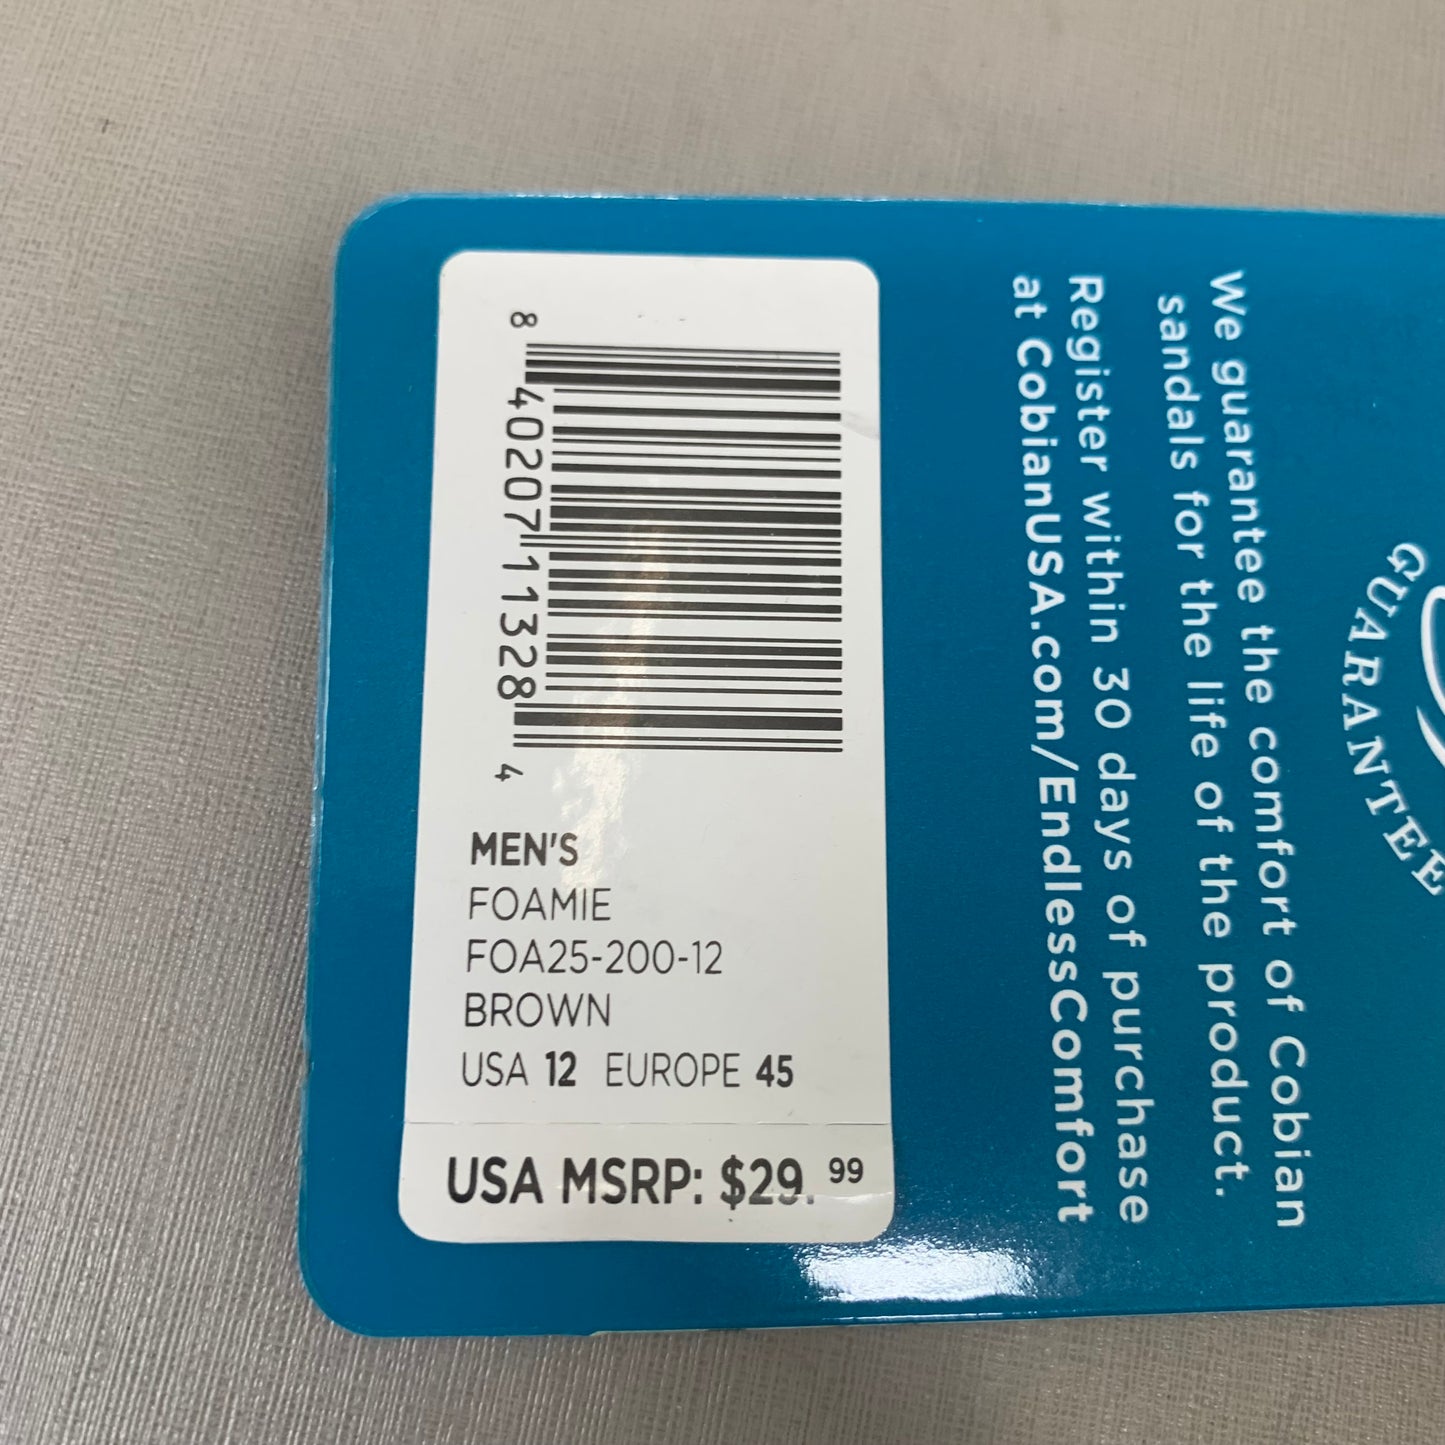 8 40207 11328 4
MEN'S
FOAMIE
FOA25-200-12
BROWN
USA 12 EUROPE 45
USA MSRP: $29.99
We guarantee the comfort of Cobian
sandals for the life of the product.
Register within 30 days of purchase
at CobianUSA.com/EndlessComfort
GUARANTEE